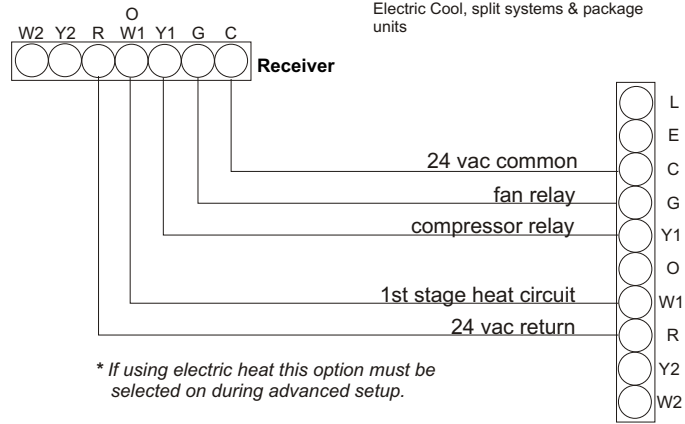 Electric Cool, split systems & package
units
O
W2 Y2 R W1 Y1 G C
Receiver
L
E
24 vac common C
fan relay G
compressor relay Y1
O
1st stage heat circuit W1
24 vac return R
* If using electric heat this option must be
selected on during advanced setup.
Y2
W2